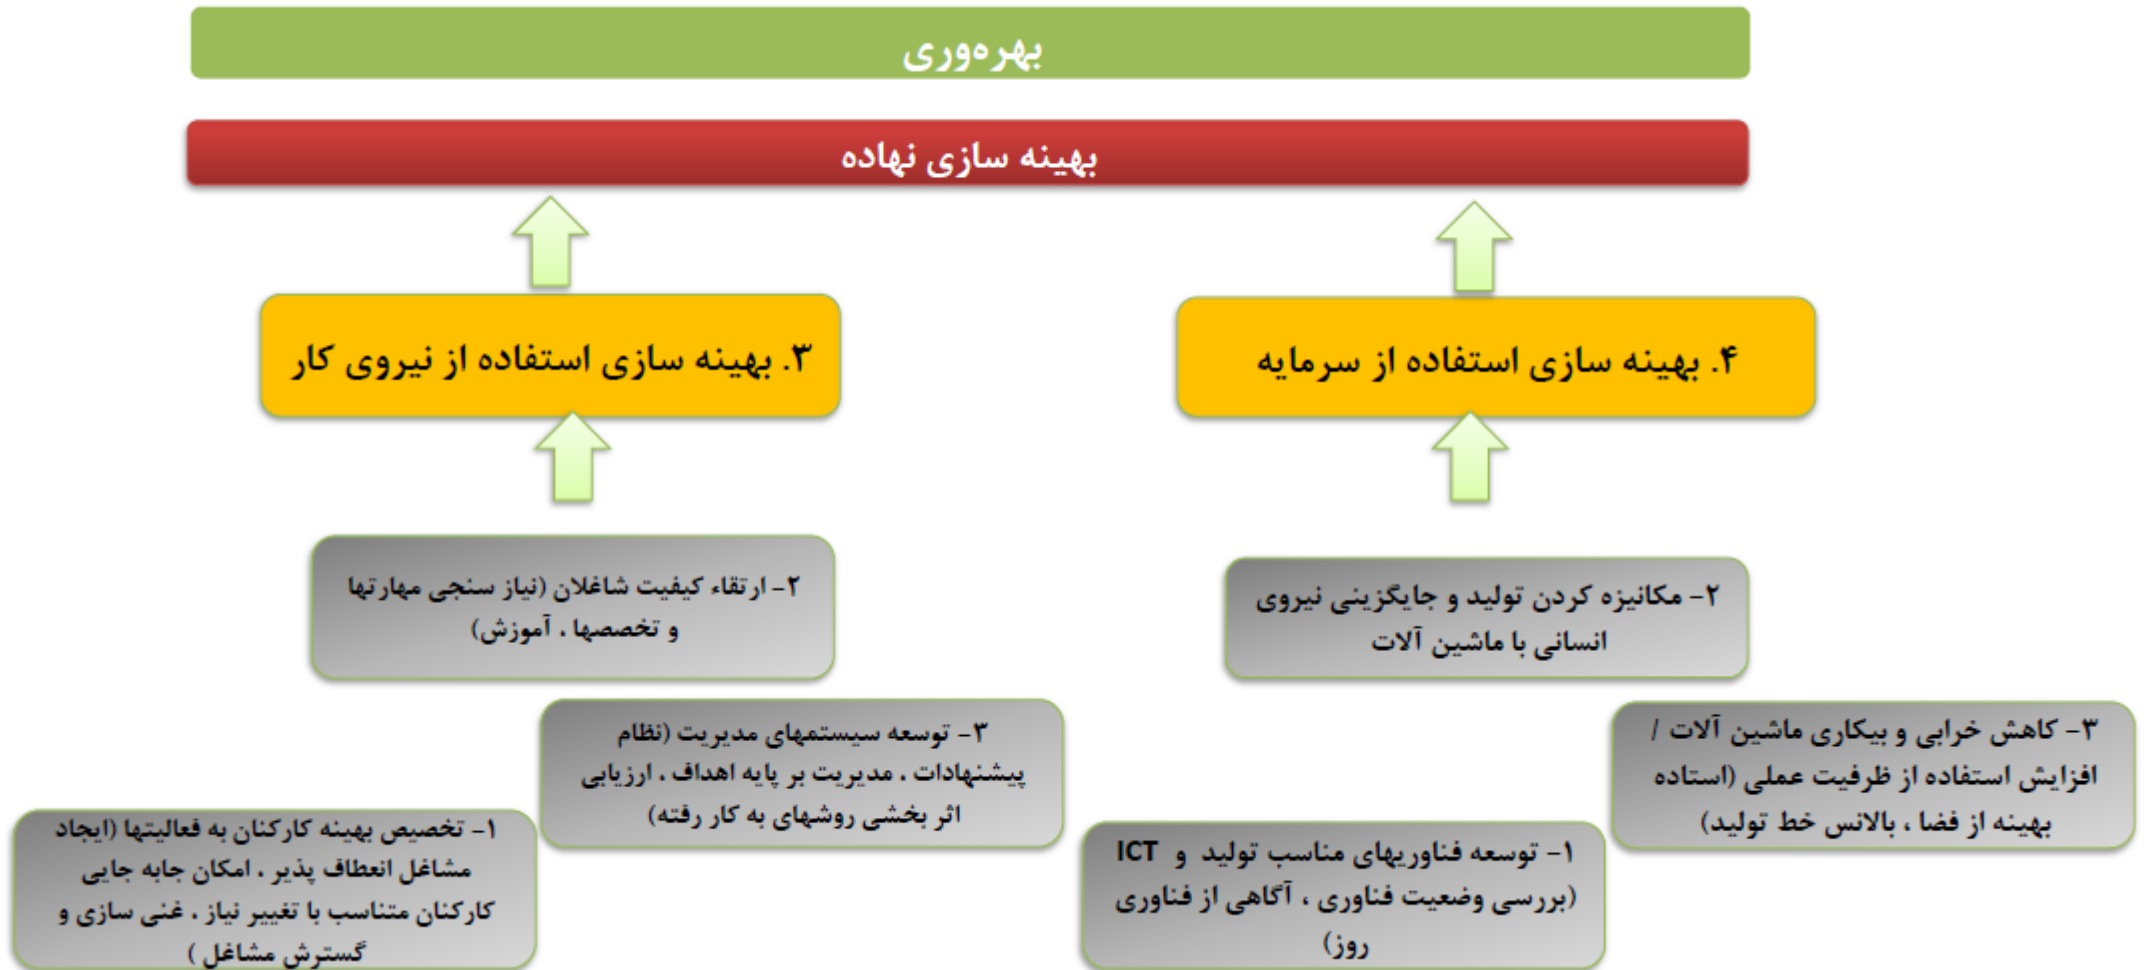 بهره‌وری
بهینه سازی نهاده
۴. بهینه سازی استفاده از سرمایه
۳. بهینه سازی استفاده از نیروی کار
۲- مکانیزه کردن تولید و جایگزینی نیروی
انسانی با ماشین آلات
۳- کاهش خرابی و بیکاری ماشین آلات /
افزایش استفاده از ظرفیت عملی (استاده
بهینه از فضا ، بالانس خط تولید)
۱- توسعه فناوریهای مناسب تولید و ICT
(بررسی وضعیت فناوری ، آگاهی از فناوری
روز)
۲- ارتقاء کیفیت شاغلان (نیاز سنجی مهارتها
و تخصصها ، آموزش)
۳- توسعه سیستمهای مدیریت (نظام
پیشنهادات ، مدیریت بر پایه اهداف ، ارزیابی
اثر بخشی روشهای به کار رفته)
۱- تخصیص بهینه کارکنان به فعالیتها (ایجاد
مشاغل انعطاف پذیر ، امکان جابه جایی
کارکنان متناسب با تغییر نیاز ، غنی سازی و
گسترش مشاغل )